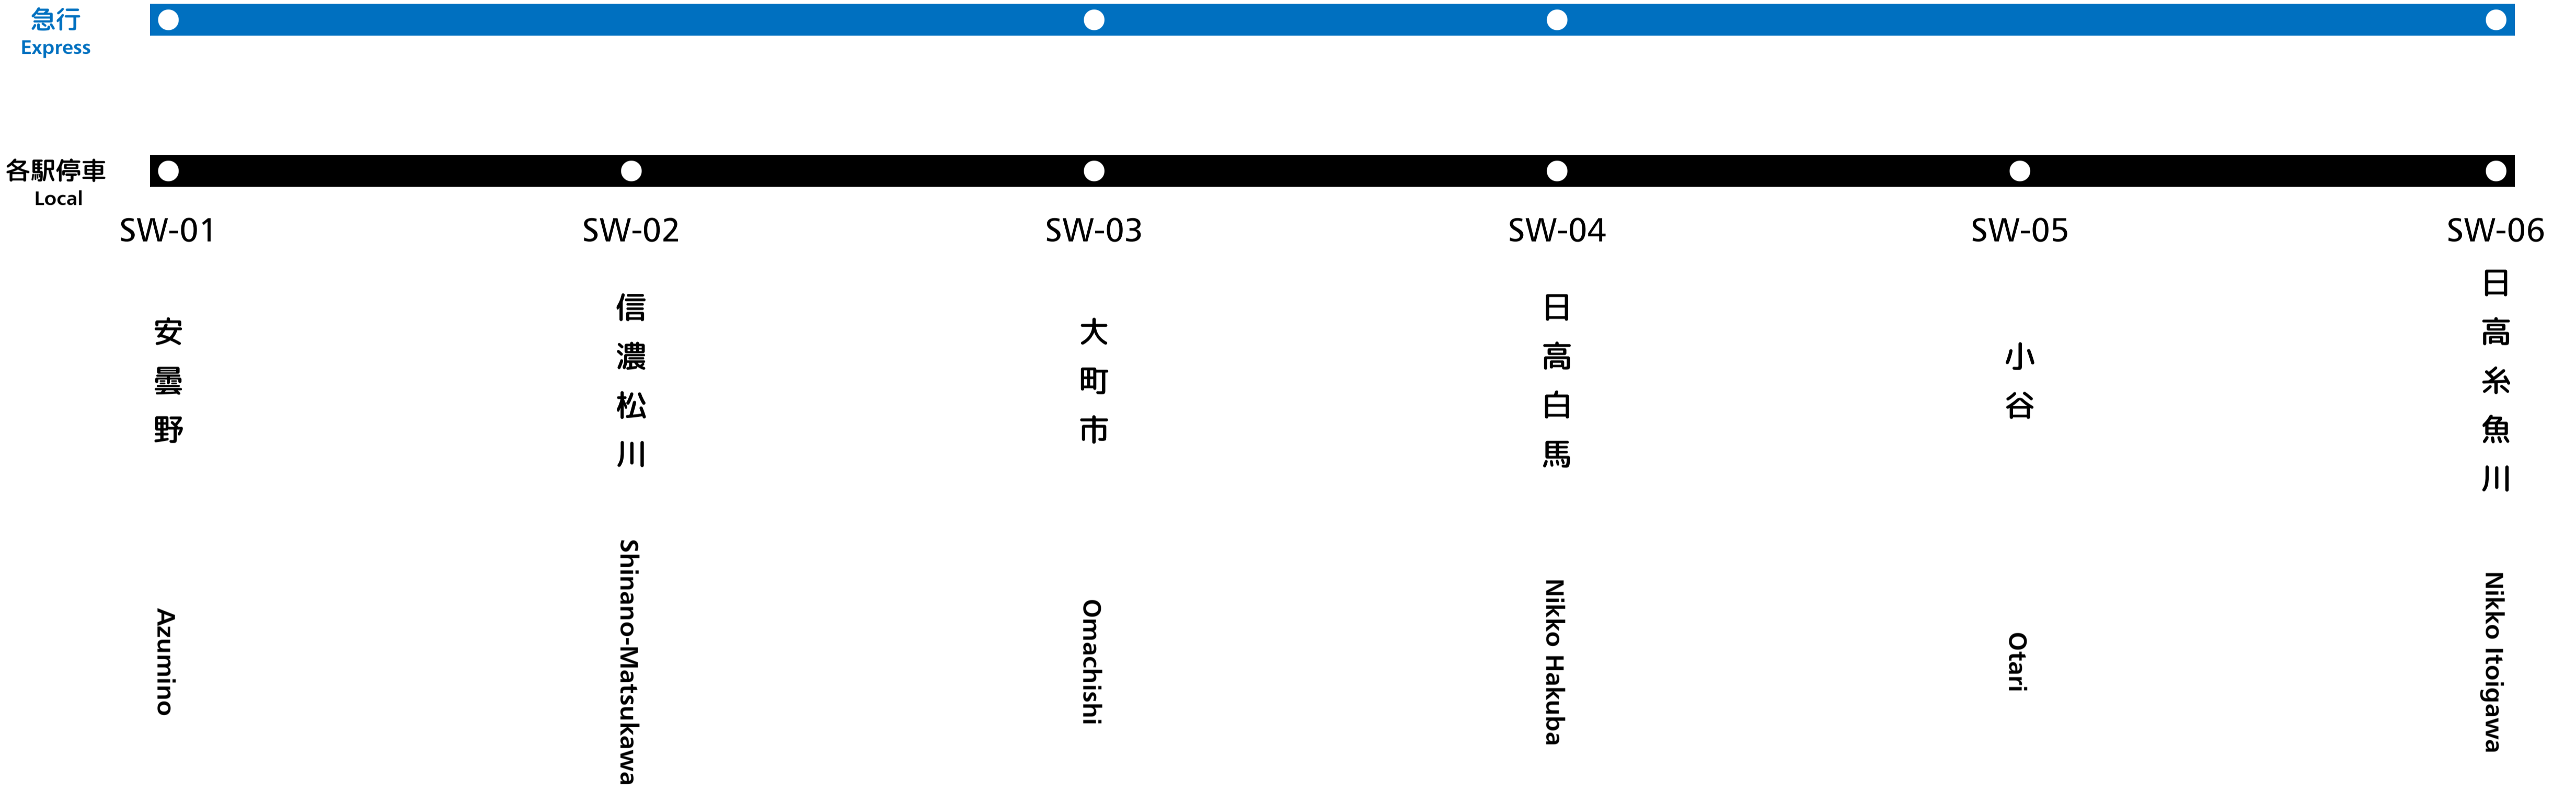 急行
Express
各駅停車
Local
SW-01
SW-02
SW-03
SW-04
SW-05
SW-06
安曇野
信濃松川
大町市
日高白馬
小谷
日高糸魚川
Azumino
Shinano-Matsukawa
Omachishi
Nikko Hakuba
Otari
Nikko Itoigawa